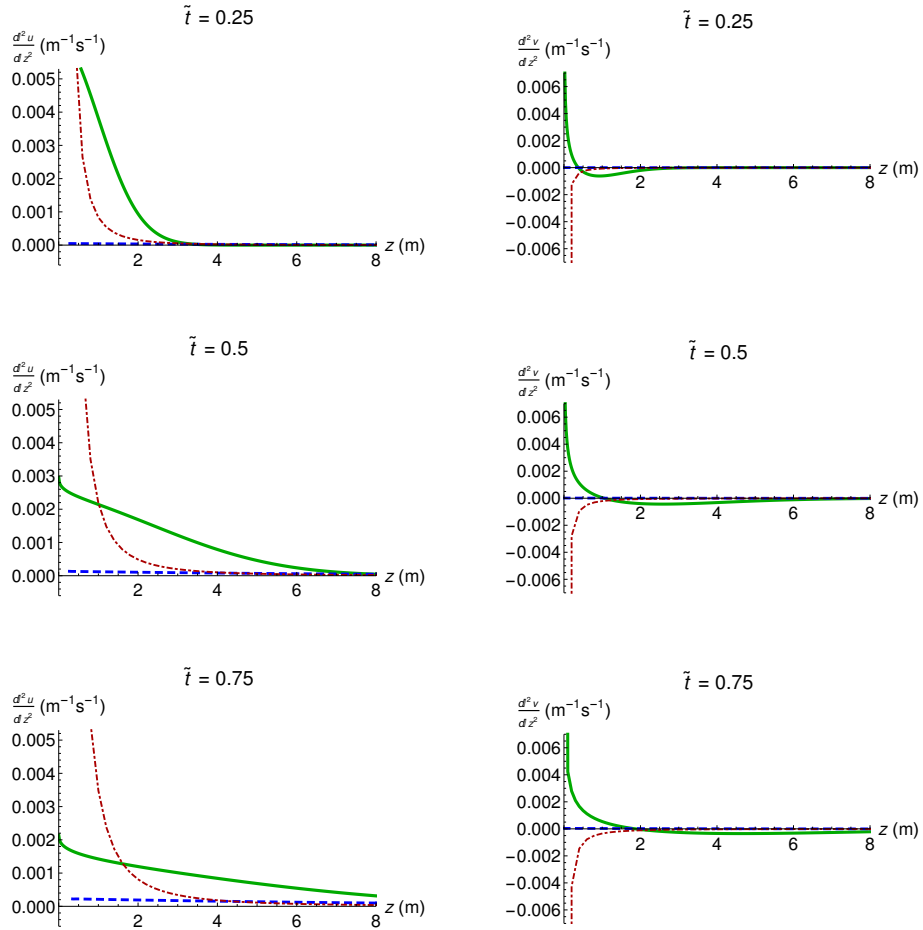 t̃ = 0.25
d²u/dz² (m⁻¹s⁻¹)
0.005
0.004
0.003
0.002
0.001
0.000
2 4 6 8
z (m)
t̃ = 0.25
d²v/dz² (m⁻¹s⁻¹)
0.006
0.004
0.002
0.000
−0.002
−0.004
−0.006
2 4 6 8
z (m)
t̃ = 0.5
d²u/dz² (m⁻¹s⁻¹)
0.005
0.004
0.003
0.002
0.001
0.000
2 4 6 8
z (m)
t̃ = 0.5
d²v/dz² (m⁻¹s⁻¹)
0.006
0.004
0.002
0.000
−0.002
−0.004
−0.006
2 4 6 8
z (m)
t̃ = 0.75
d²u/dz² (m⁻¹s⁻¹)
0.005
0.004
0.003
0.002
0.001
0.000
2 4 6 8
z (m)
t̃ = 0.75
d²v/dz² (m⁻¹s⁻¹)
0.006
0.004
0.002
0.000
−0.002
−0.004
−0.006
2 4 6 8
z (m)